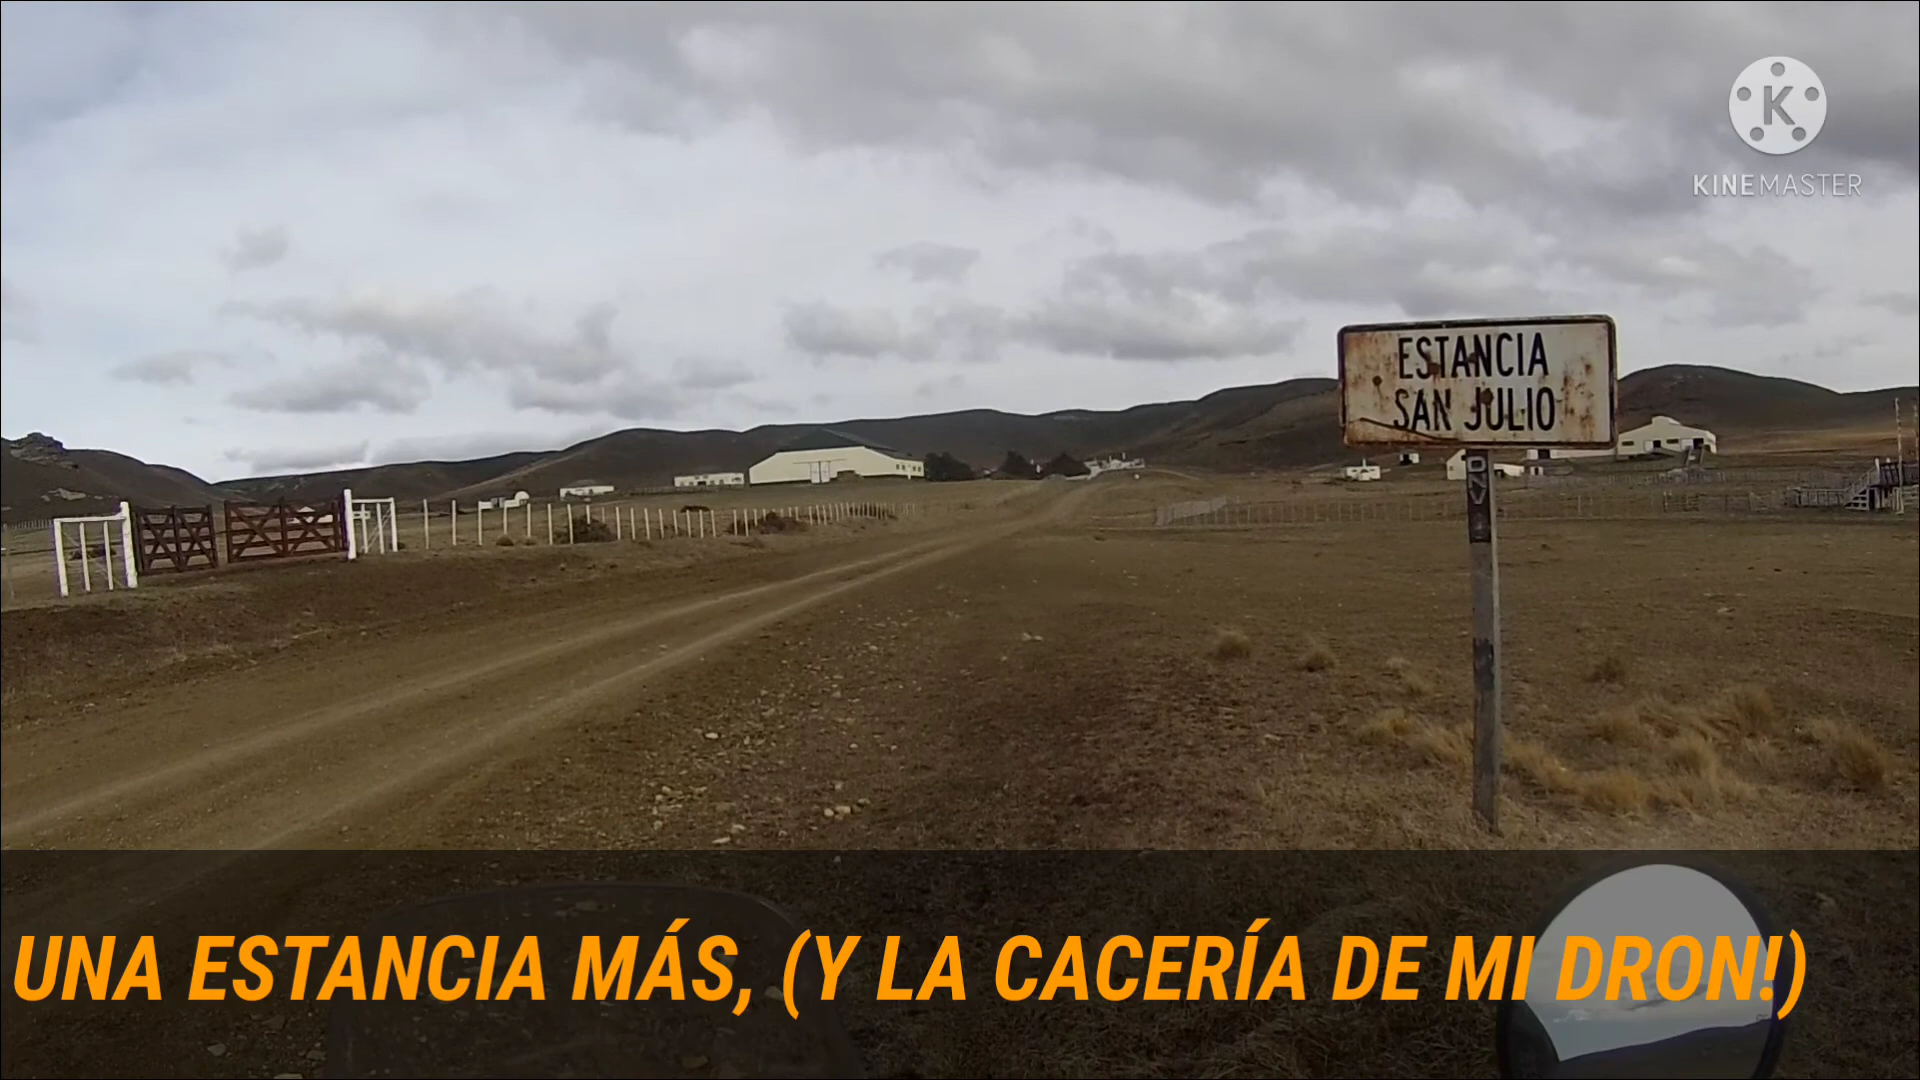 K
KINEMASTER
ESTANCIA
SAN JULIO
DNV
UNA ESTANCIA MÁS, (Y LA CACERÍA DE MI DRON!)